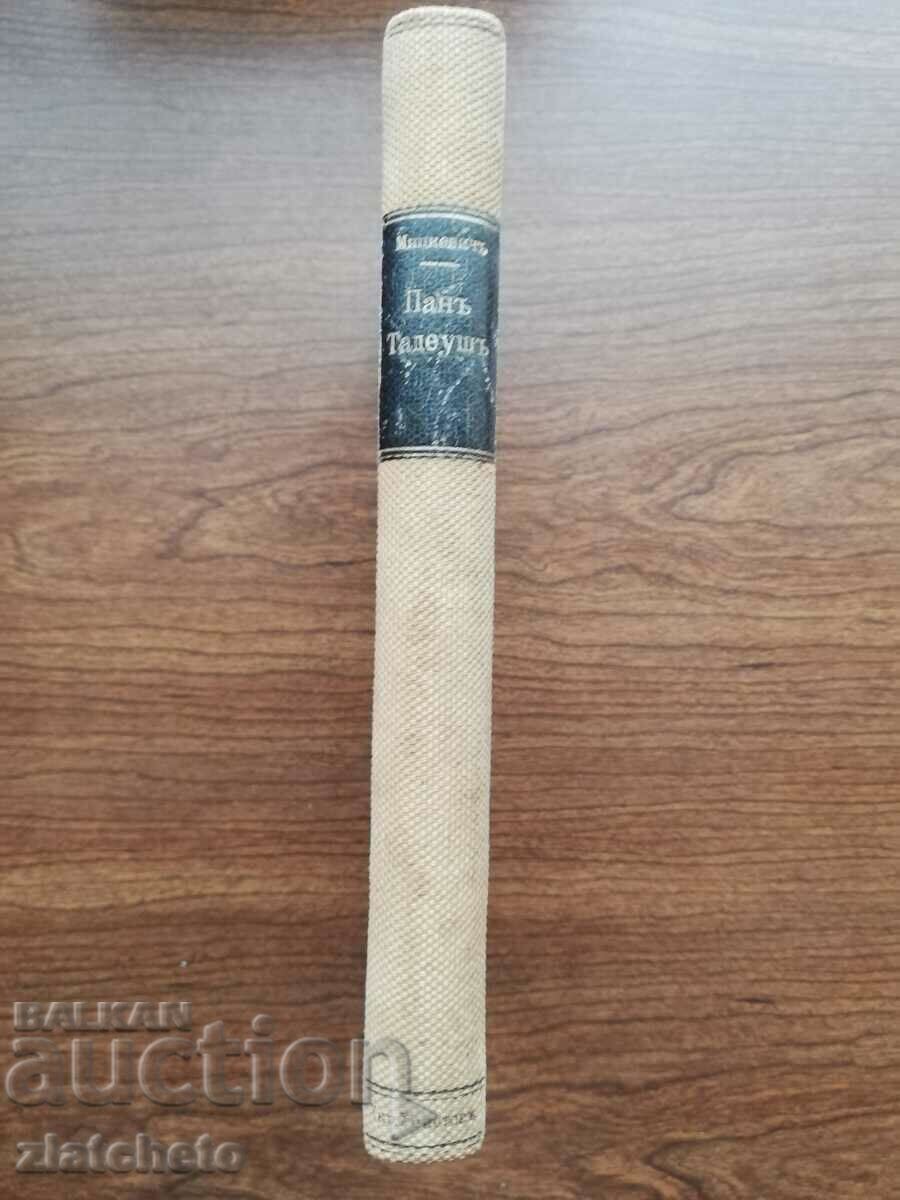 Мицкевичъ
Панъ
Тадеушъ
BALKAN
auction
zlatcheto